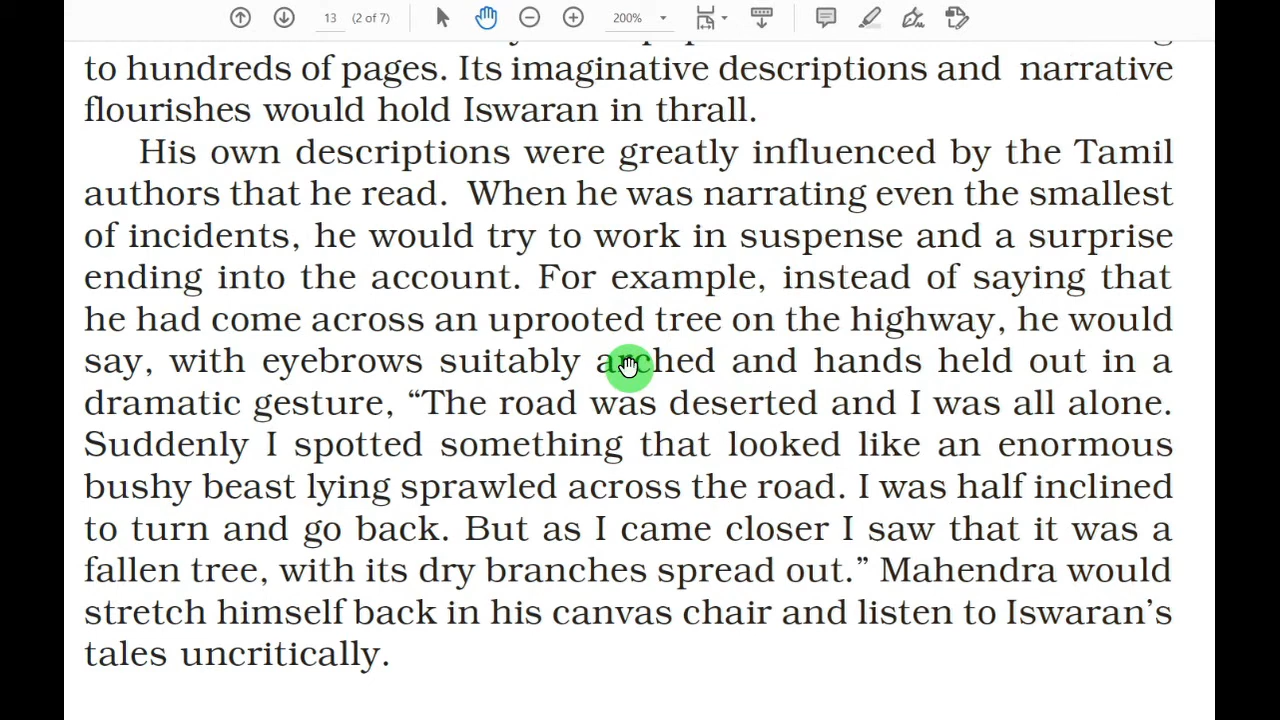 13 (2 of 7) 200%
to hundreds of pages. Its imaginative descriptions and narrative
flourishes would hold Iswaran in thrall.
His own descriptions were greatly influenced by the Tamil
authors that he read. When he was narrating even the smallest
of incidents, he would try to work in suspense and a surprise
ending into the account. For example, instead of saying that
he had come across an uprooted tree on the highway, he would
say, with eyebrows suitably arched and hands held out in a
dramatic gesture, “The road was deserted and I was all alone.
Suddenly I spotted something that looked like an enormous
bushy beast lying sprawled across the road. I was half inclined
to turn and go back. But as I came closer I saw that it was a
fallen tree, with its dry branches spread out.” Mahendra would
stretch himself back in his canvas chair and listen to Iswaran’s
tales uncritically.